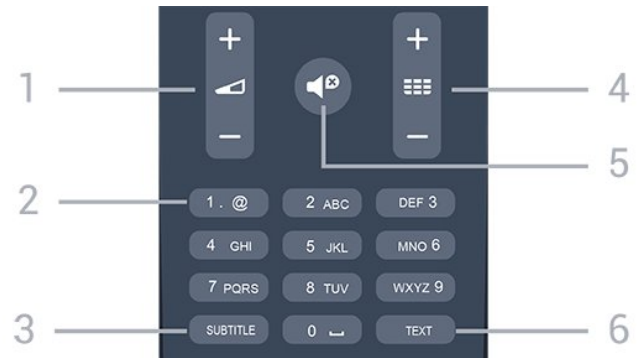 + +
1 4
- -
5
2 1 . @ 2 ABC DEF 3
4 GHI 5 JKL MNO 6
7 PQRS 8 TUV WXYZ 9
3 SUBTITLE 0 ⎵ TEXT 6